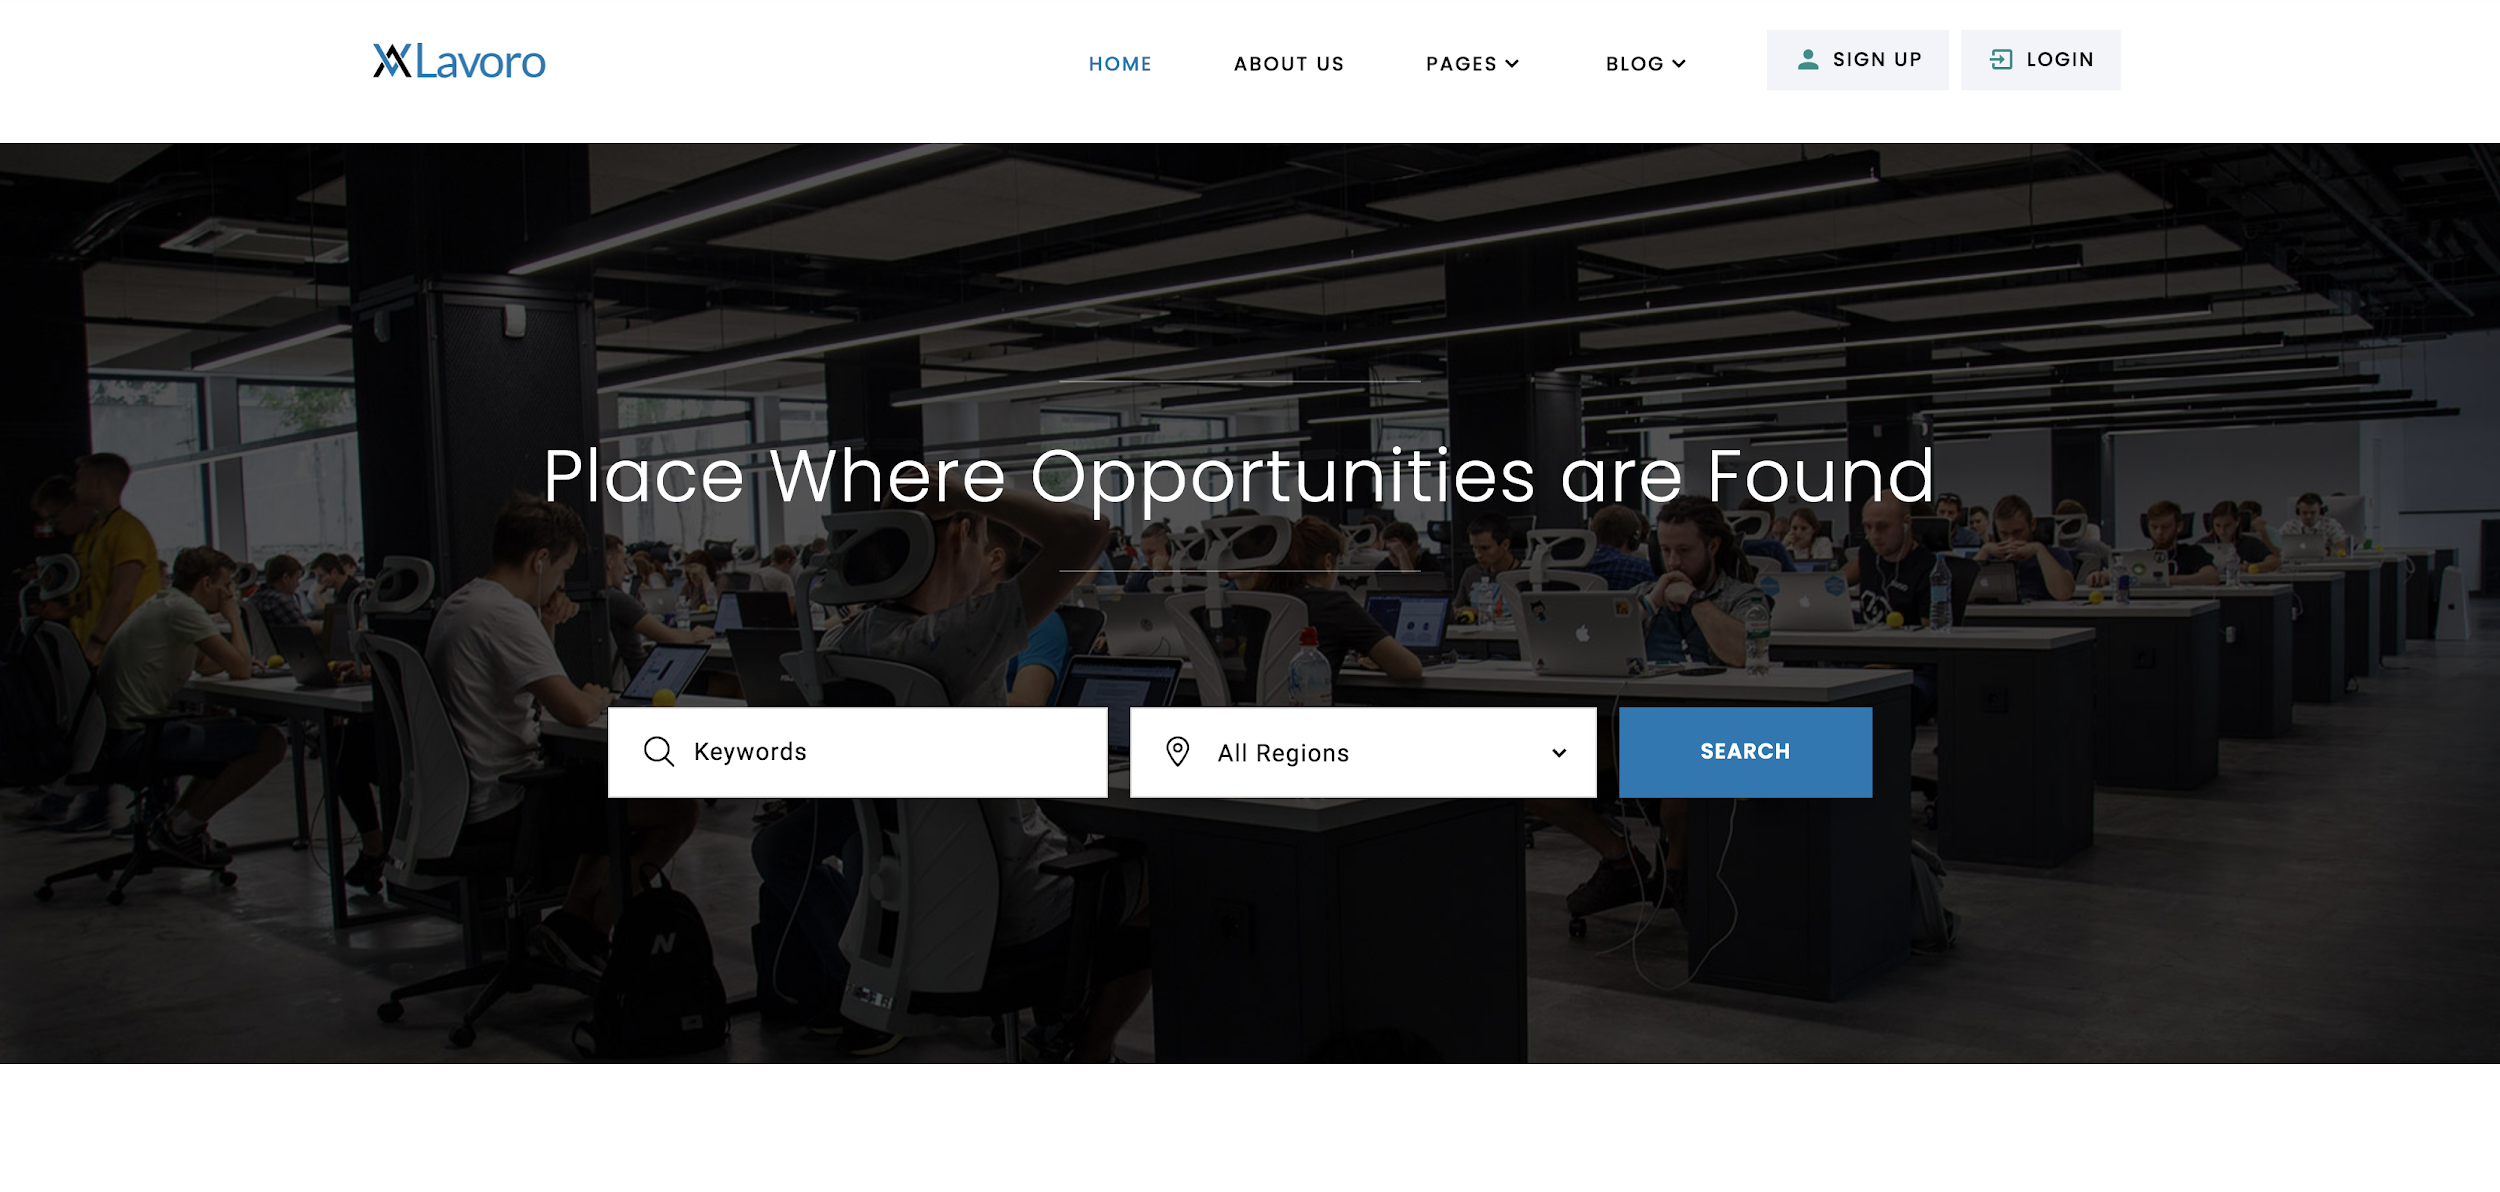 Lavoro
HOME ABOUT US PAGES BLOG SIGN UP LOGIN
Place Where Opportunities are Found
Keywords All Regions SEARCH
N